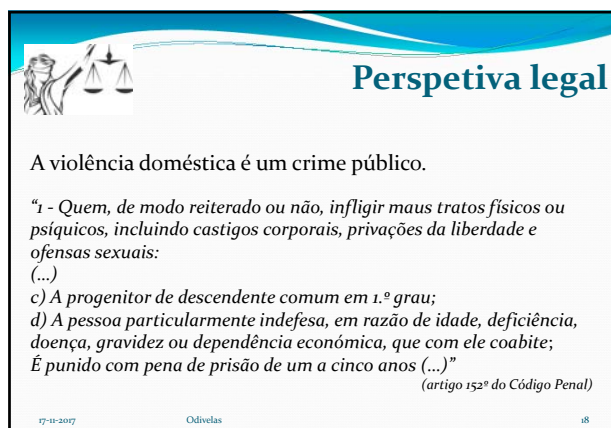 Perspetiva legal
A violência doméstica é um crime público.
“1 - Quem, de modo reiterado ou não, infligir maus tratos físicos ou
psíquicos, incluindo castigos corporais, privações da liberdade e
ofensas sexuais:
(...)
c) A progenitor de descendente comum em 1.º grau;
d) A pessoa particularmente indefesa, em razão de idade, deficiência,
doença, gravidez ou dependência económica, que com ele coabite;
É punido com pena de prisão de um a cinco anos (...)”
(artigo 152º do Código Penal)
17-11-2017 Odivelas 18